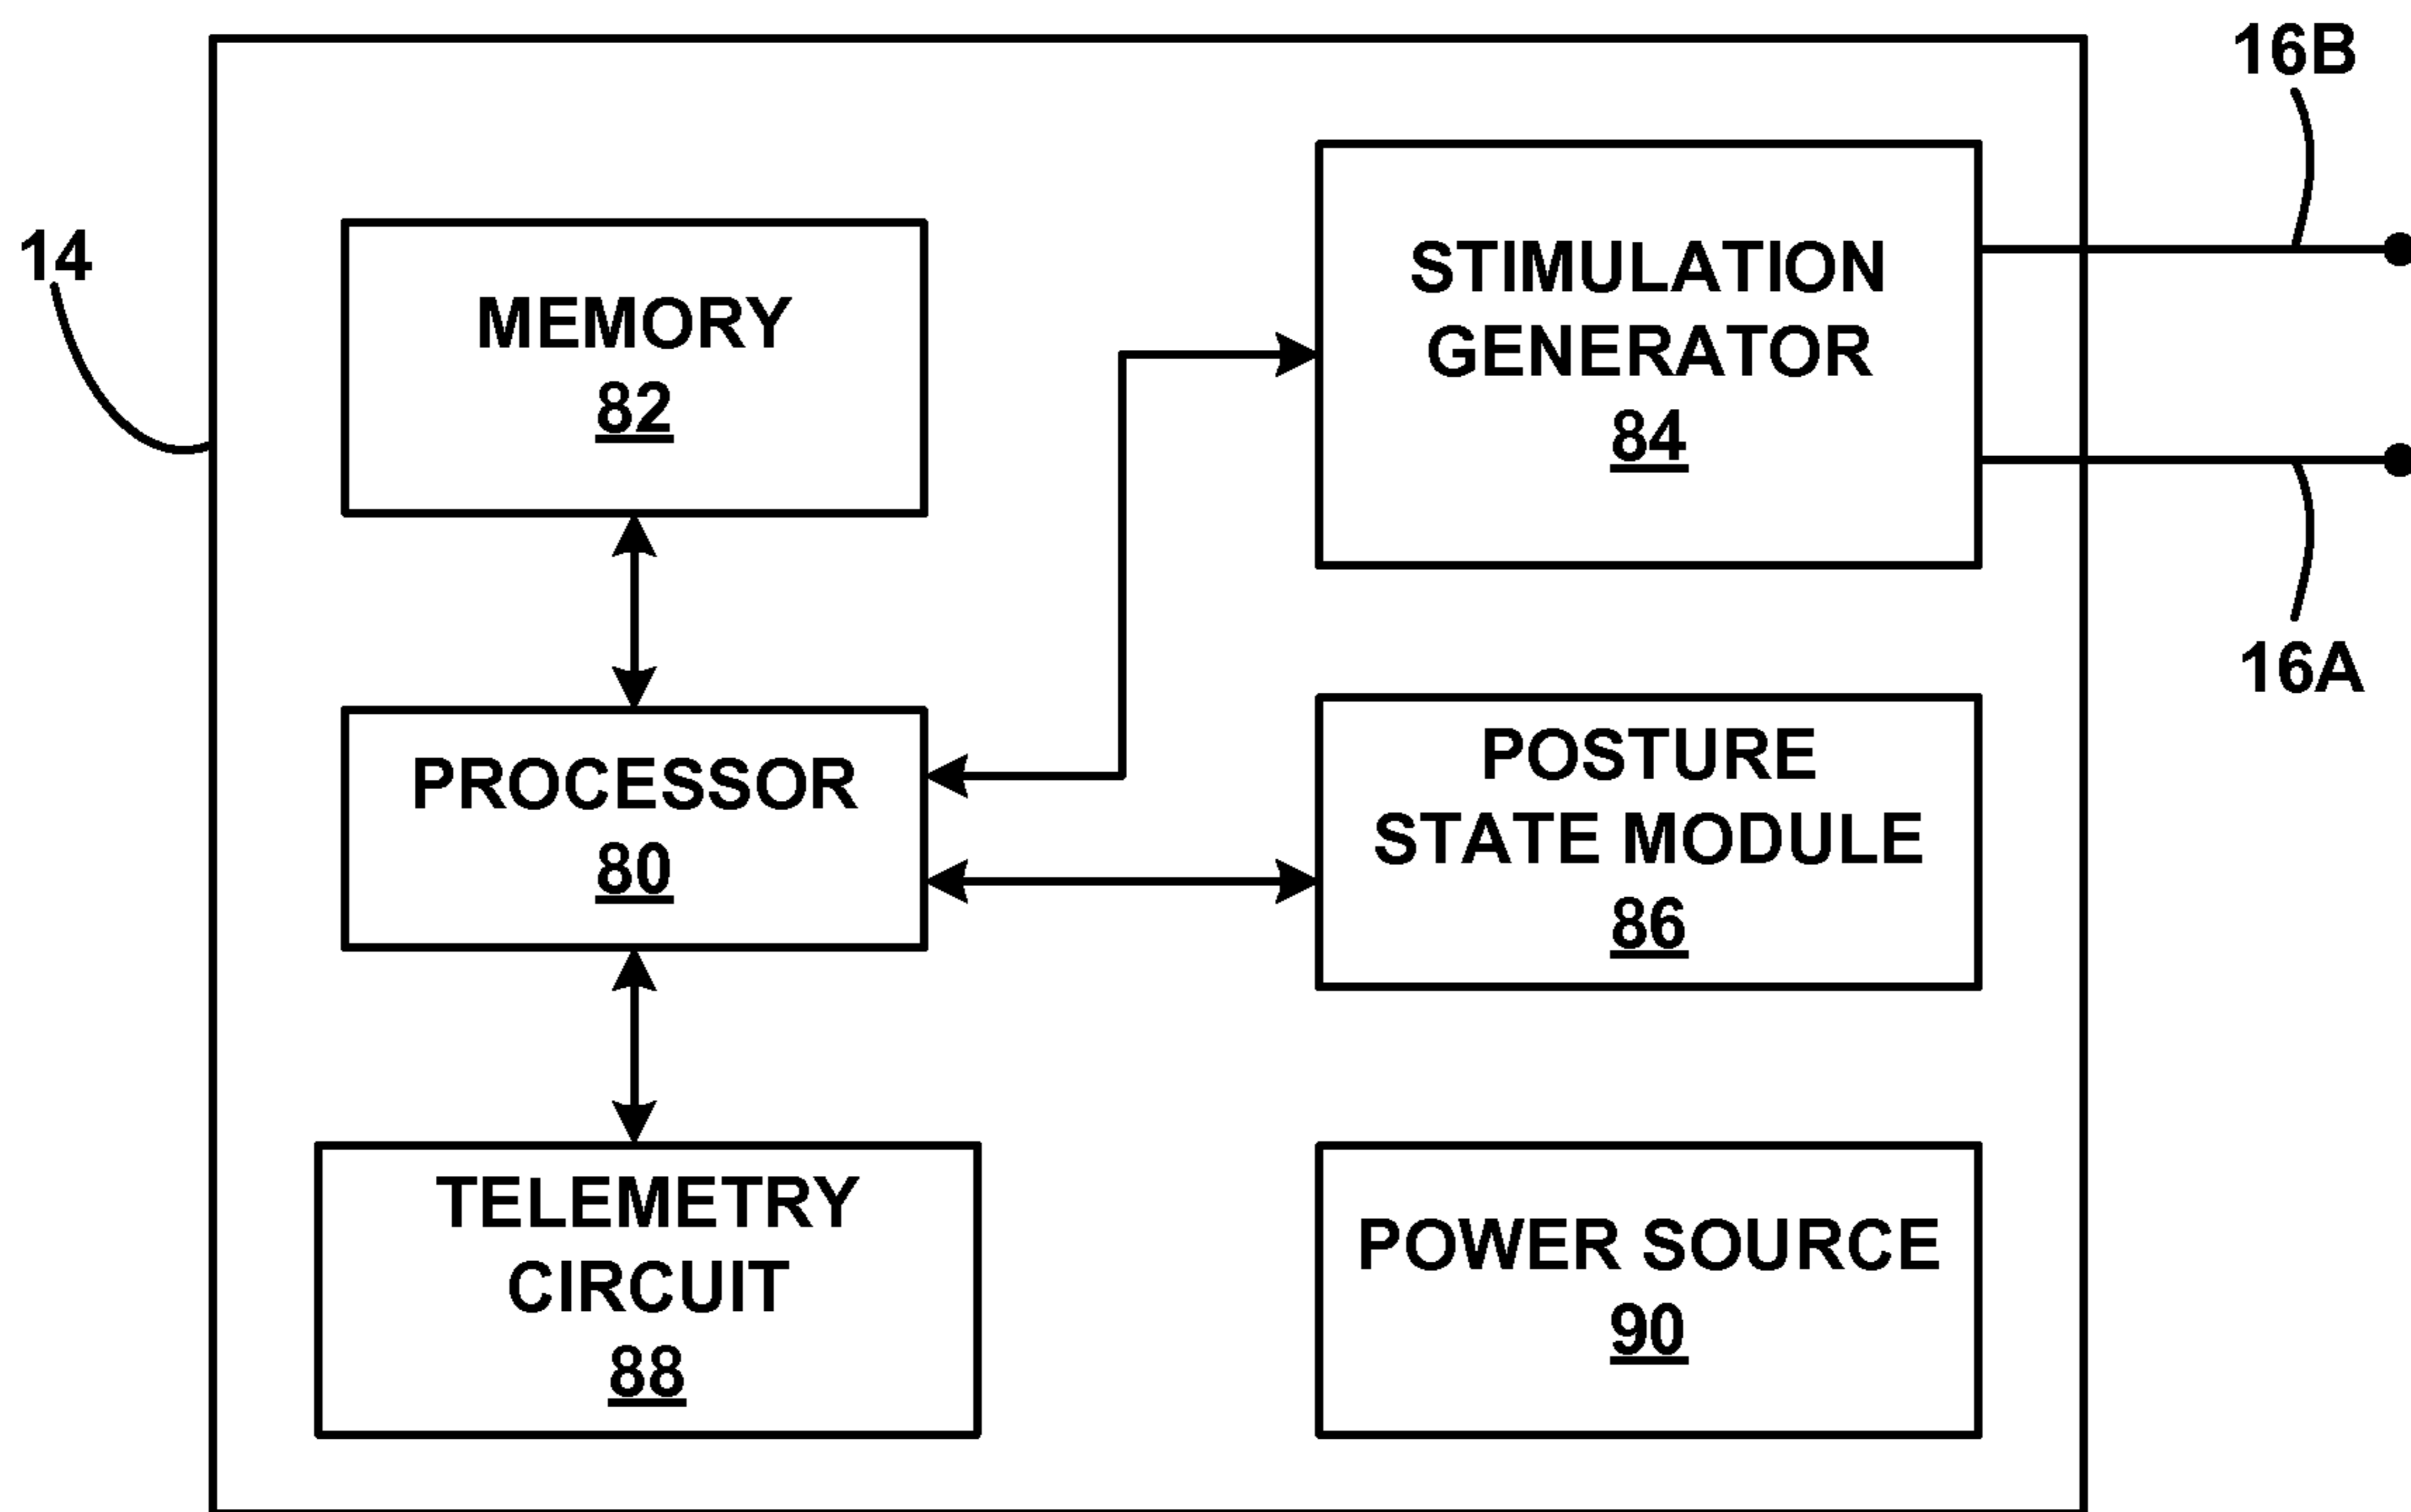 16B
14
MEMORY
82
STIMULATION
GENERATOR
84
16A
PROCESSOR
80
POSTURE
STATE MODULE
86
TELEMETRY
CIRCUIT
88
POWER SOURCE
90